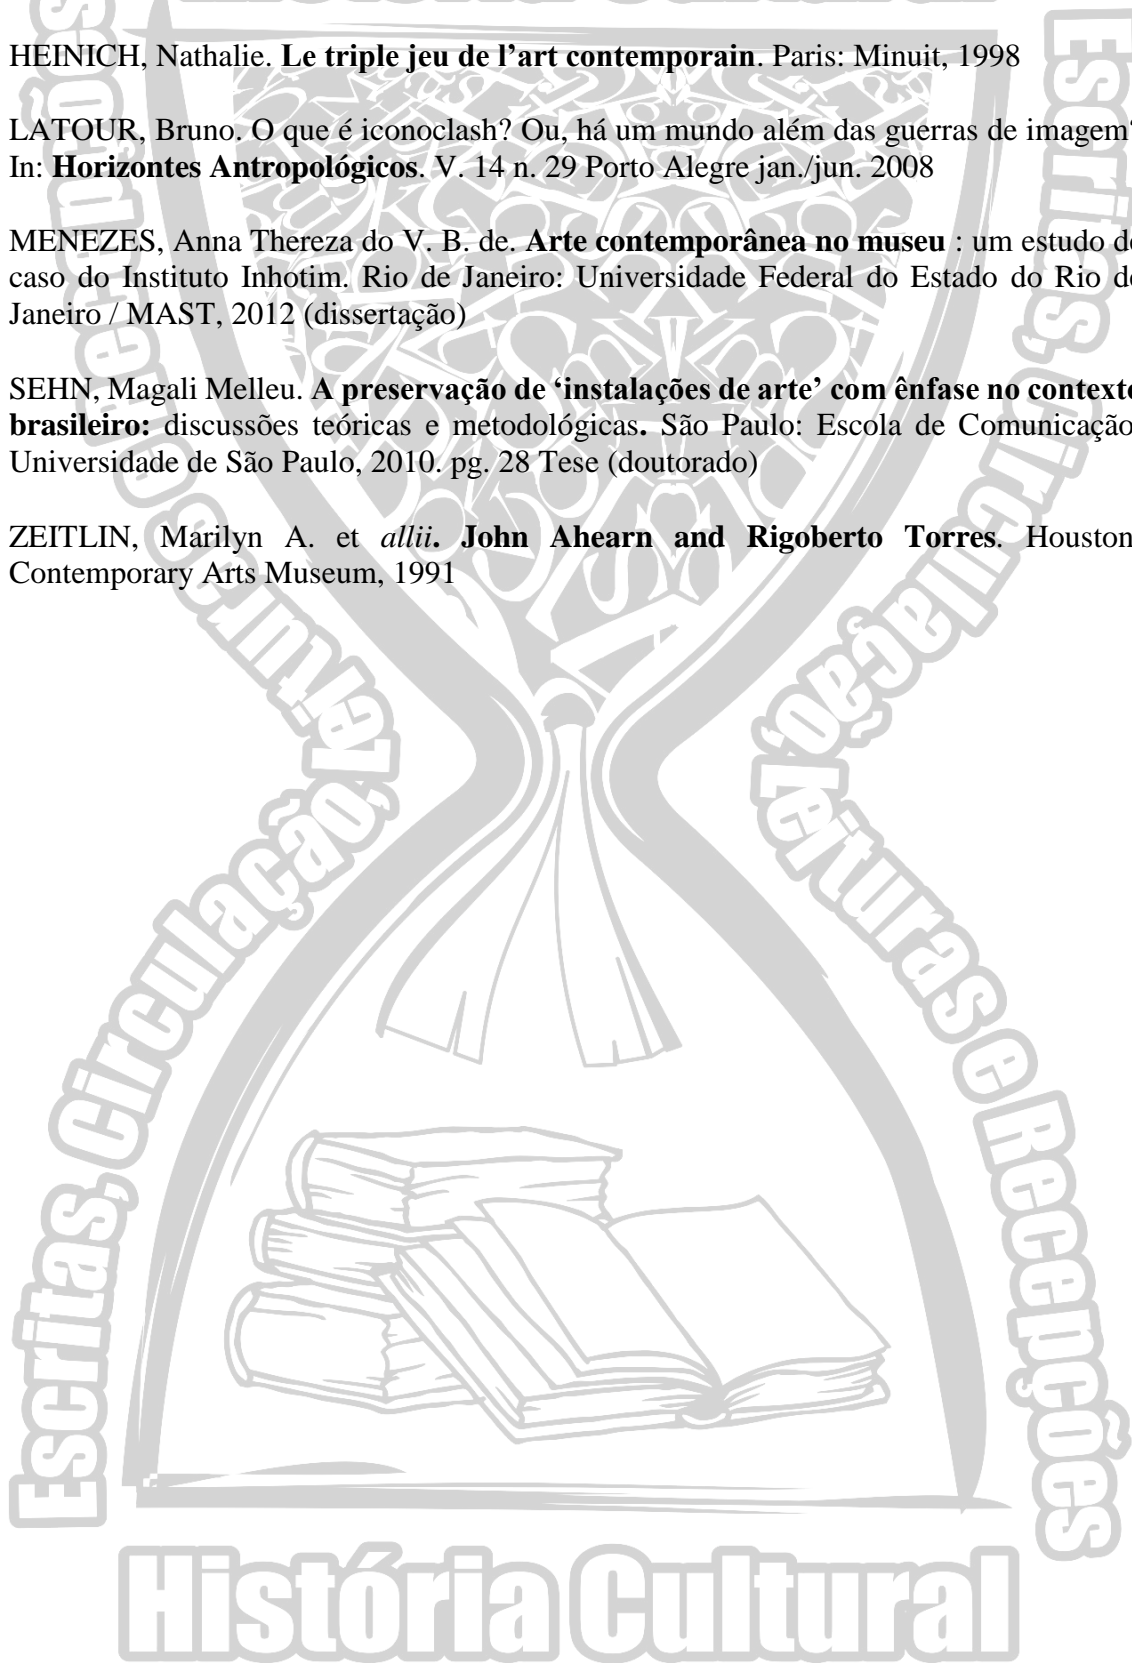 HEINICH, Nathalie. Le triple jeu de l’art contemporain. Paris: Minuit, 1998
LATOUR, Bruno. O que é iconoclash? Ou, há um mundo além das guerras de imagem?
In: Horizontes Antropológicos. V. 14 n. 29 Porto Alegre jan./jun. 2008
MENEZES, Anna Thereza do V. B. de. Arte contemporânea no museu : um estudo de
caso do Instituto Inhotim. Rio de Janeiro: Universidade Federal do Estado do Rio de
Janeiro / MAST, 2012 (dissertação)
SEHN, Magali Melleu. A preservação de ‘instalações de arte’ com ênfase no contexto
brasileiro: discussões teóricas e metodológicas. São Paulo: Escola de Comunicação
Universidade de São Paulo, 2010. pg. 28 Tese (doutorado)
ZEITLIN, Marilyn A. et allii. John Ahearn and Rigoberto Torres. Houston
Contemporary Arts Museum, 1991
Escritas, Circulação, Leituras e Recepções
Escritas, Circulação, Leituras e Recepções
História Cultural